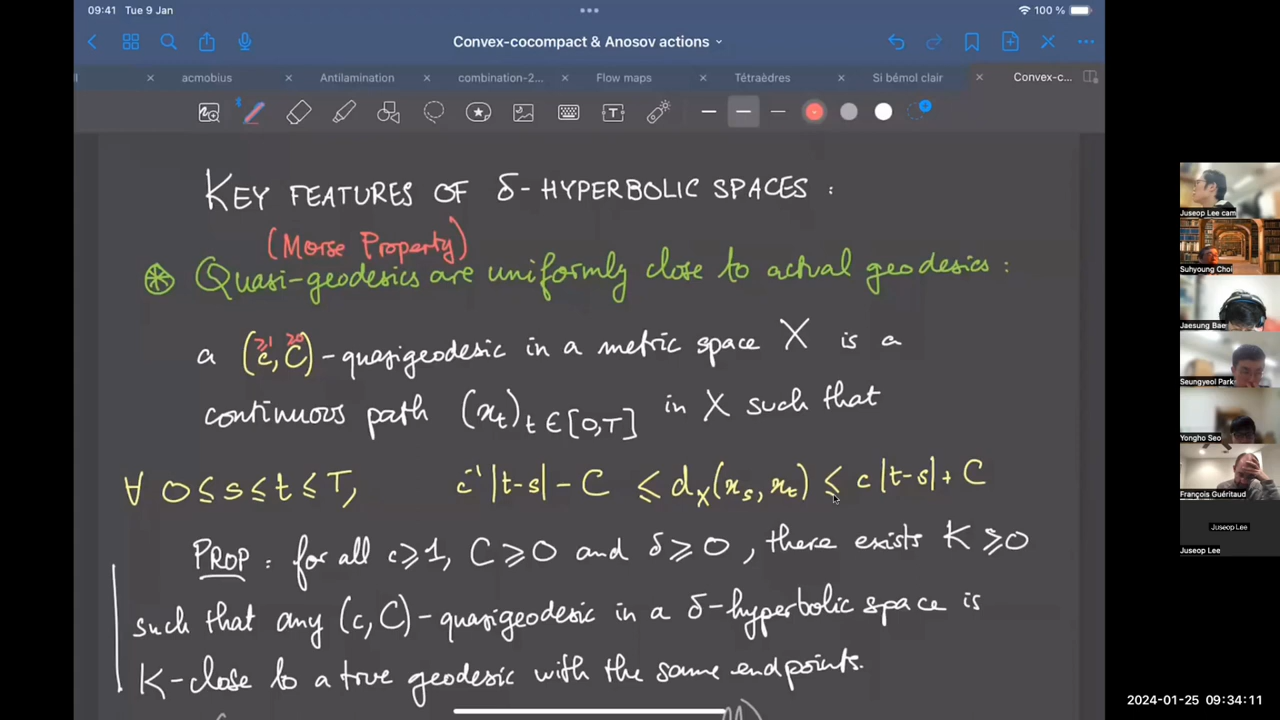 09:41 Tue 9 Jan
100 %
Convex-cocompact & Anosov actions
acmobius
Antilamination
combination-2...
Flow maps
Tétraèdres
Si bémol clair
Convex-c...
KEY FEATURES OF δ-HYPERBOLIC SPACES :
(Morse Property)
⊛ Quasi-geodesics are uniformly close to actual geodesics :
≥1 ≥0
a (c, C)-quasigeodesic in a metric space X is a
continuous path (x_t)_{t ∈ [0,T]} in X such that
∀ 0 ≤ s ≤ t ≤ T, c⁻¹|t-s| - C ≤ d_X(x_s, x_t) ≤ c|t-s| + C
PROP : for all c ≥ 1, C ≥ 0 and δ ≥ 0, there exists K ≥ 0
such that any (c, C)-quasigeodesic in a δ-hyperbolic space is
K-close to a true geodesic with the same endpoints.
Juseop Lee cam
Suhyoung Choi
Jaesung Bae
Seungyeol Park
Yongho Seo
François Guéritaud
Juseop Lee
Juseop Lee
2024-01-25 09:34:11